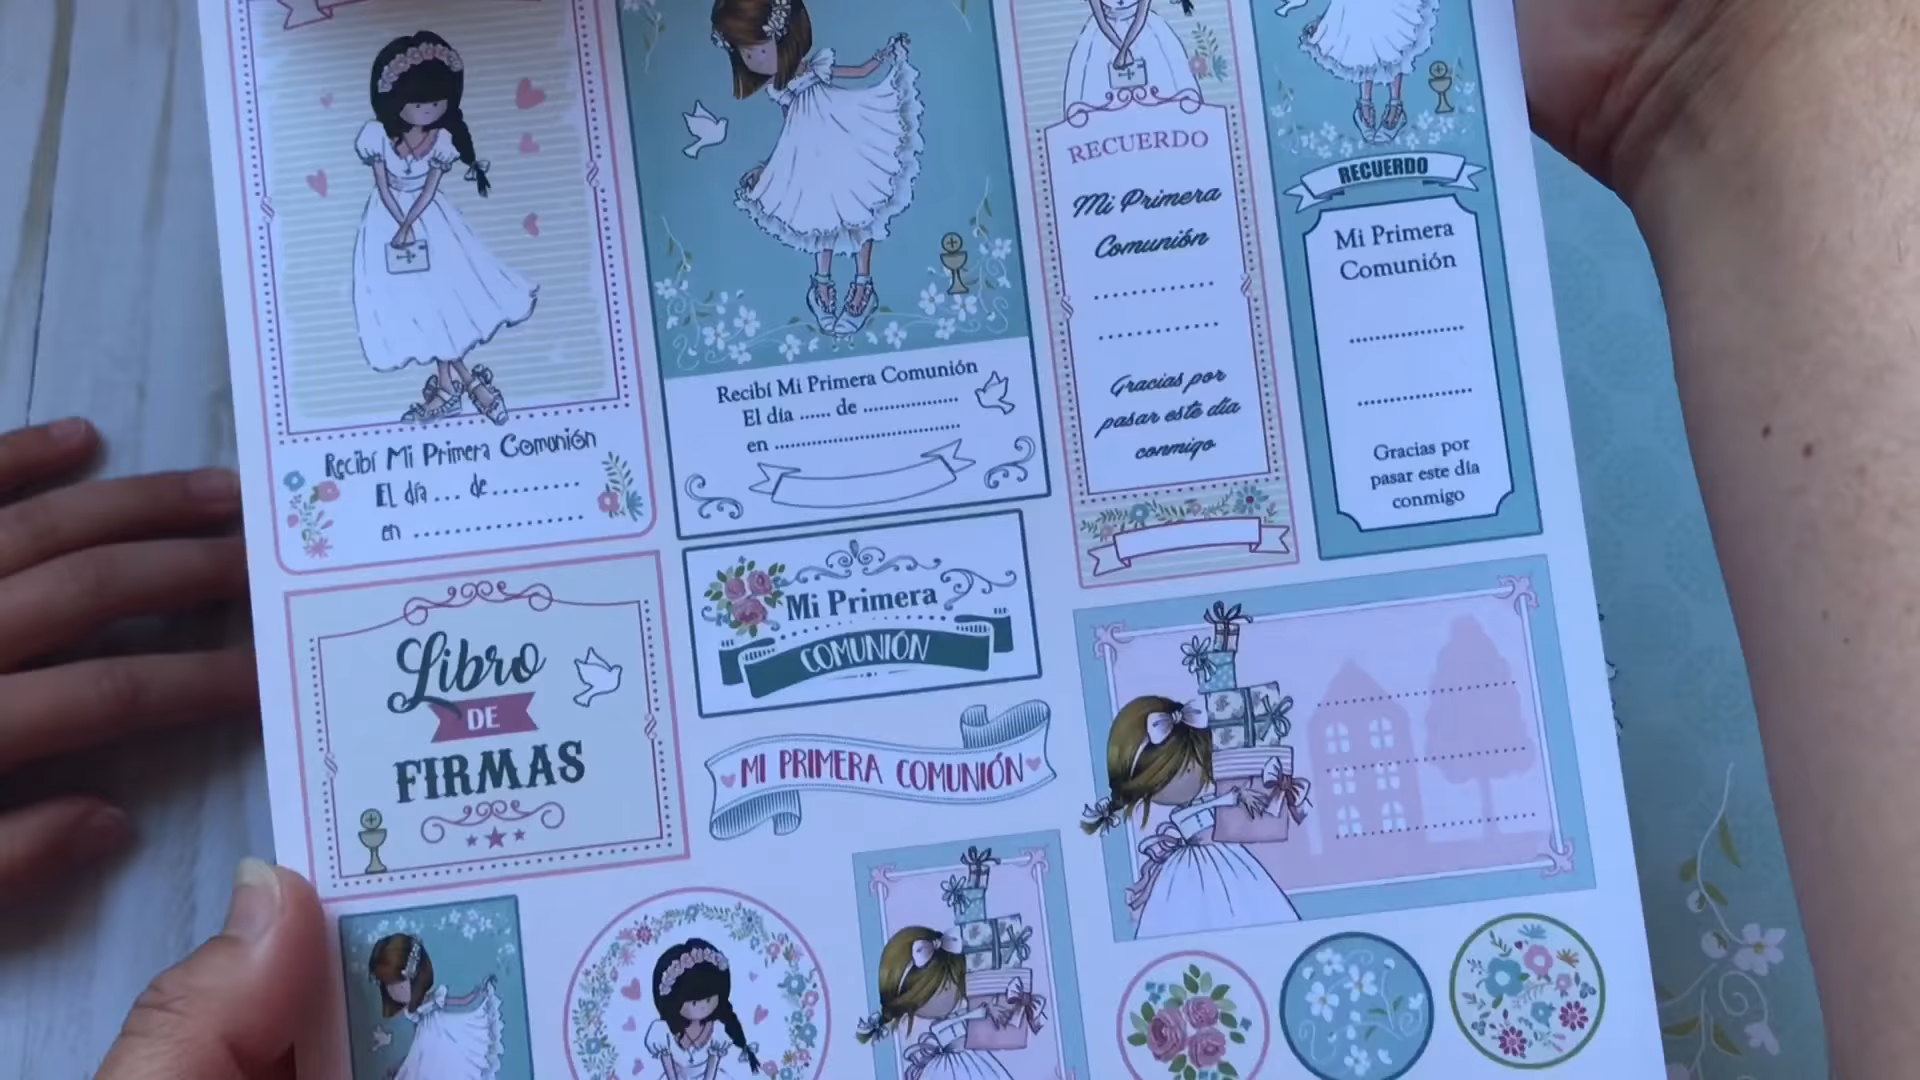 Recibí Mi Primera Comunión
El día ... de .........
en .................
Recibí Mi Primera Comunión
El día ...... de ..................
en ..................................
RECUERDO
Mi Primera
Comunión
................
................
Gracias por
pasar este día
conmigo
RECUERDO
Mi Primera
Comunión
......................
......................
Gracias por
pasar este día
conmigo
Libro
DE
FIRMAS
Mi Primera
COMUNIÓN
MI PRIMERA COMUNIÓN